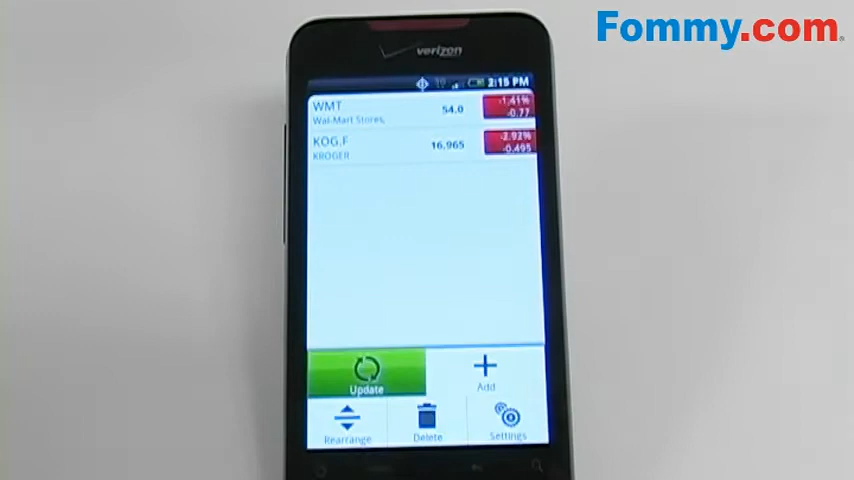 Fommy.com
verizon
2:15 PM
WMT
Wal-Mart Stores,
54.0
-1.41%
-0.77
KOG.F
KROGER
16.965
-2.92%
-0.495
Update
Add
Rearrange
Delete
Settings